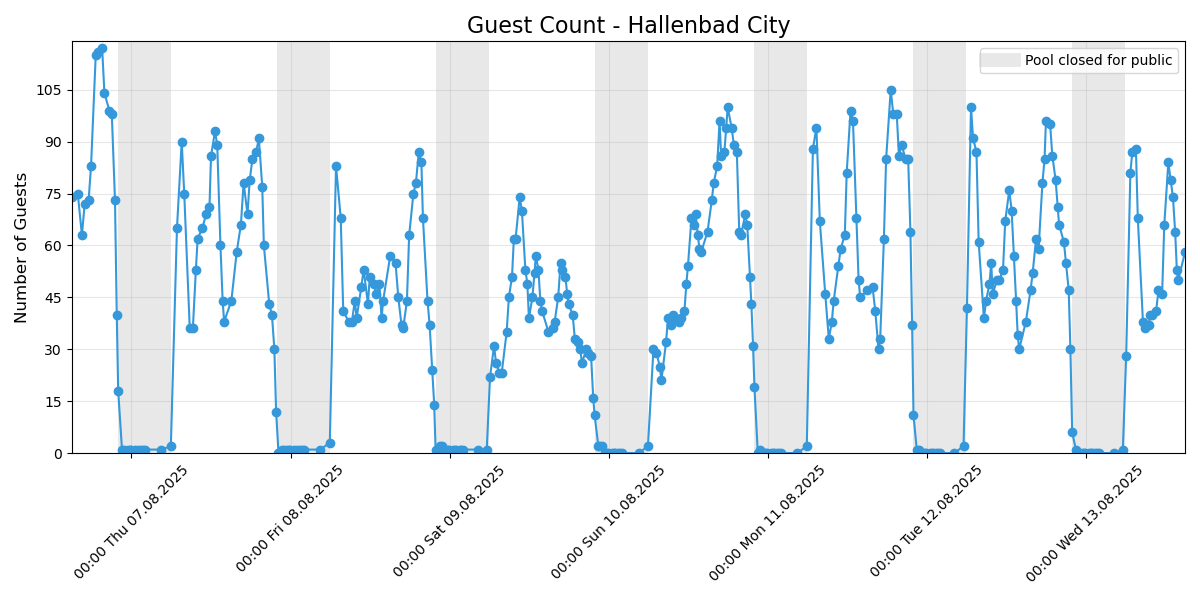 Guest Count - Hallenbad City
Pool closed for public
Number of Guests
105
90
75
60
45
30
15
0
00:00 Thu 07.08.2025
00:00 Fri 08.08.2025
00:00 Sat 09.08.2025
00:00 Sun 10.08.2025
00:00 Mon 11.08.2025
00:00 Tue 12.08.2025
00:00 Wed 13.08.2025